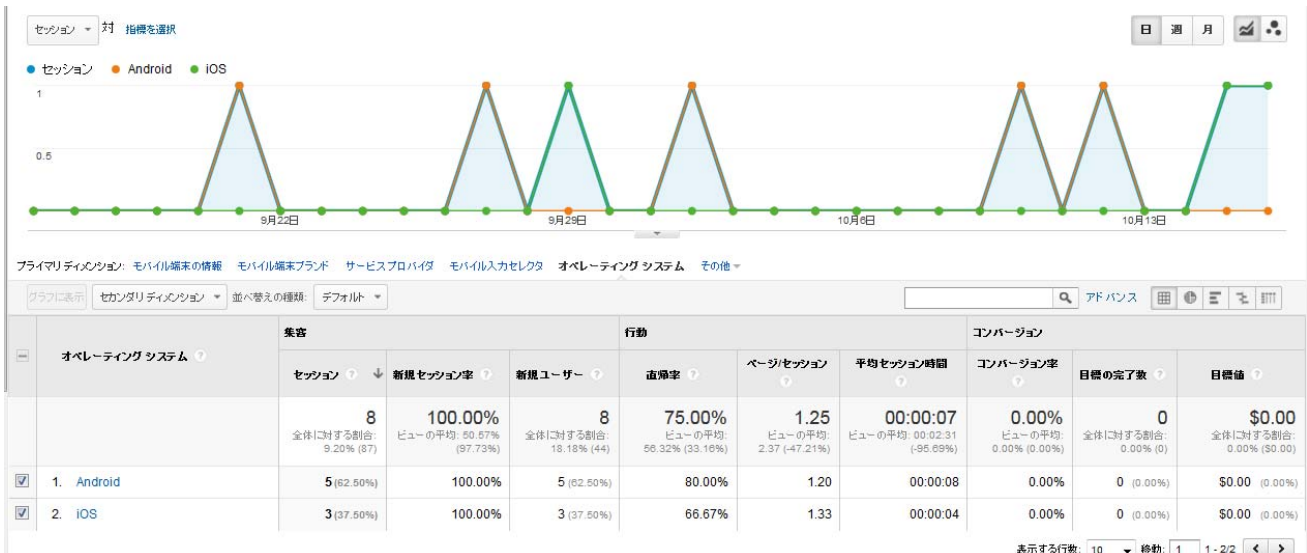 セッション 対 指標を選択 日 週 月
セッション Android iOS
1
0.5
9月22日 9月29日 10月6日 10月13日
プライマリ ディメンション: モバイル端末の情報 モバイル端末ブランド サービス プロバイダ モバイル入力セレクタ オペレーティング システム その他
グラフに表示 セカンダリ ディメンション 並べ替えの種類: デフォルト アドバンス
集客 行動 コンバージョン
オペレーティング システム ?
セッション ? 新規セッション率 ? 新規ユーザー ? 直帰率 ? ページ/セッション ? 平均セッション時間 ? コンバージョン率 ? 目標の完了数 ? 目標値 ?
8 100.00% 8 75.00% 1.25 00:00:07 0.00% 0 $0.00
全体に対する割合: ビューの平均: 50.57% 全体に対する割合: ビューの平均: ビューの平均: ビューの平均: 00:02:31 ビューの平均: 全体に対する割合: 全体に対する割合:
9.20% (87) (97.73%) 18.18% (44) 56.32% (33.16%) 2.37 (-47.21%) (-95.69%) 0.00% (0.00%) 0.00% (0) 0.00% ($0.00)
1. Android 5 (62.50%) 100.00% 5 (62.50%) 80.00% 1.20 00:00:08 0.00% 0 (0.00%) $0.00 (0.00%)
2. iOS 3 (37.50%) 100.00% 3 (37.50%) 66.67% 1.33 00:00:04 0.00% 0 (0.00%) $0.00 (0.00%)
表示する行数: 10 移動: 1 1 - 2/2